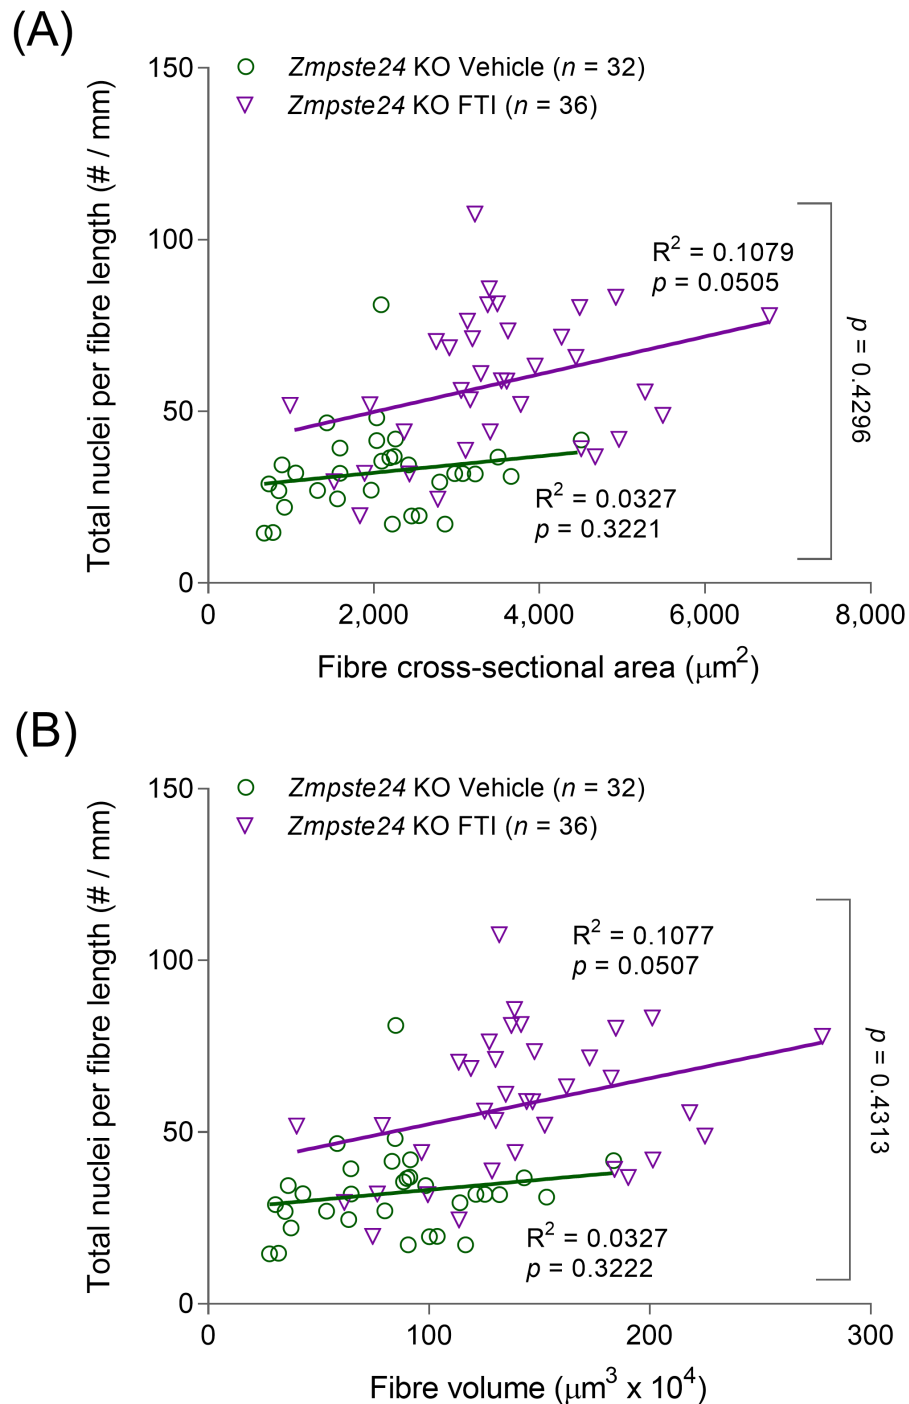 (A)
Zmpste24 KO Vehicle (n = 32)
Zmpste24 KO FTI (n = 36)
Total nuclei per fibre length (# / mm)
150
100
50
0
R² = 0.1079
p = 0.0505
p = 0.4296
R² = 0.0327
p = 0.3221
0 2,000 4,000 6,000 8,000
Fibre cross-sectional area (μm²)
(B)
Zmpste24 KO Vehicle (n = 32)
Zmpste24 KO FTI (n = 36)
Total nuclei per fibre length (# / mm)
150
100
50
0
R² = 0.1077
p = 0.0507
p = 0.4313
R² = 0.0327
p = 0.3222
0 100 200 300
Fibre volume (μm³ x 10⁴)